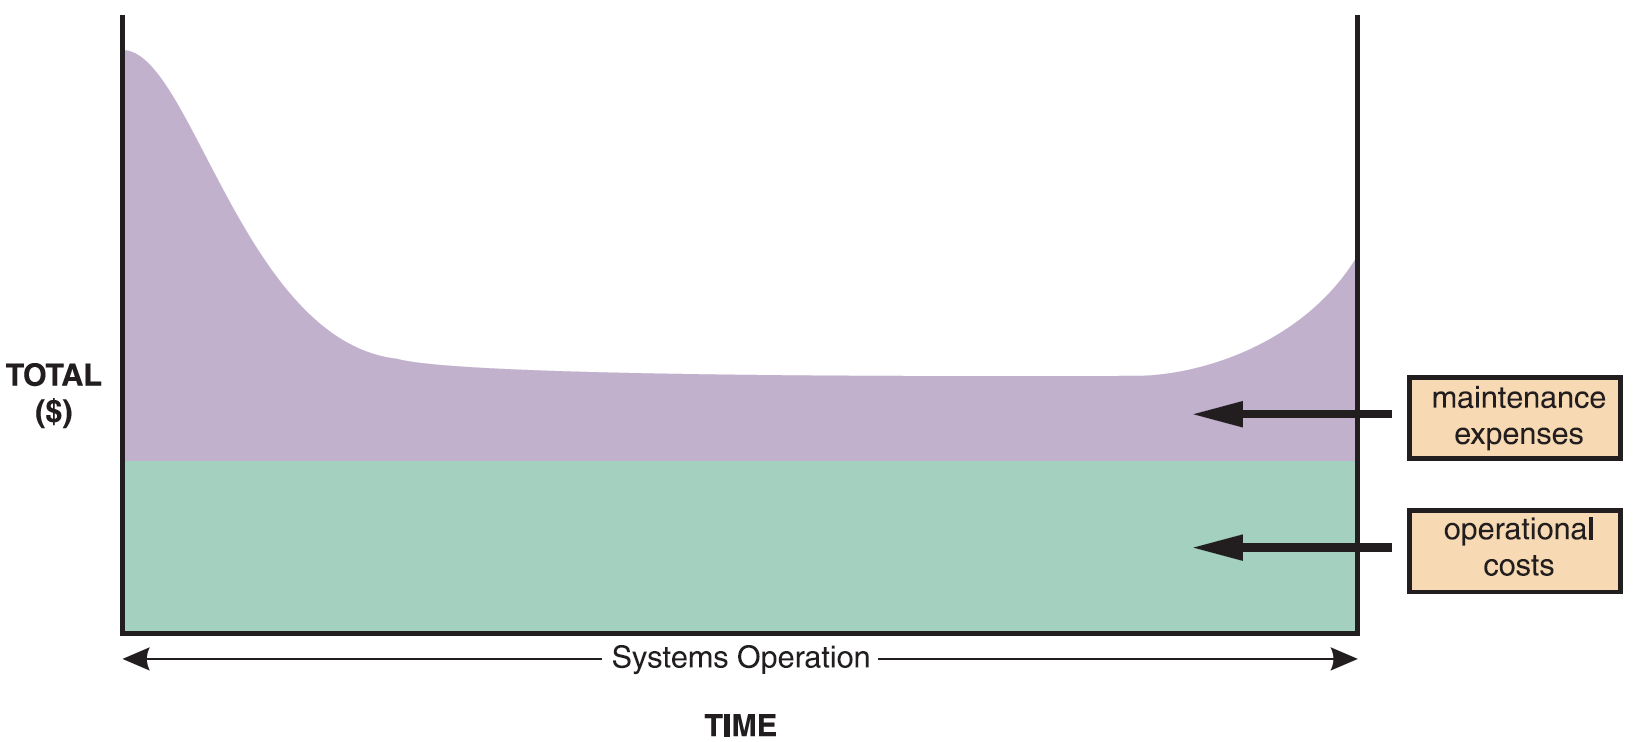 TOTAL
($)
maintenance
expenses
operational
costs
Systems Operation
TIME